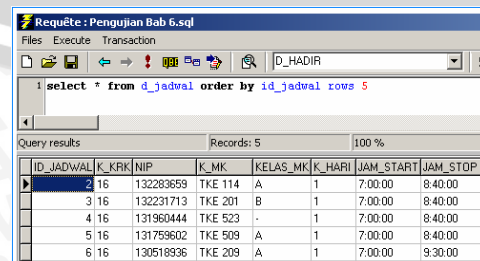 Requête : Pengujian Bab 6.sql
Files Execute Transaction
D_HADIR
1 select * from d_jadwal order by id_jadwal rows 5
Query results Records: 5 100 %
ID_JADWAL K_KRK NIP K_MK KELAS_MK K_HARI JAM_START JAM_STOP
2 16 132283659 TKE 114 A 1 7:00:00 8:40:00
3 16 132231713 TKE 201 B 1 7:00:00 8:40:00
4 16 131960444 TKE 523 - 1 7:00:00 8:40:00
5 16 131759602 TKE 509 A 1 7:00:00 8:40:00
6 16 130518936 TKE 209 A 1 7:00:00 9:30:00